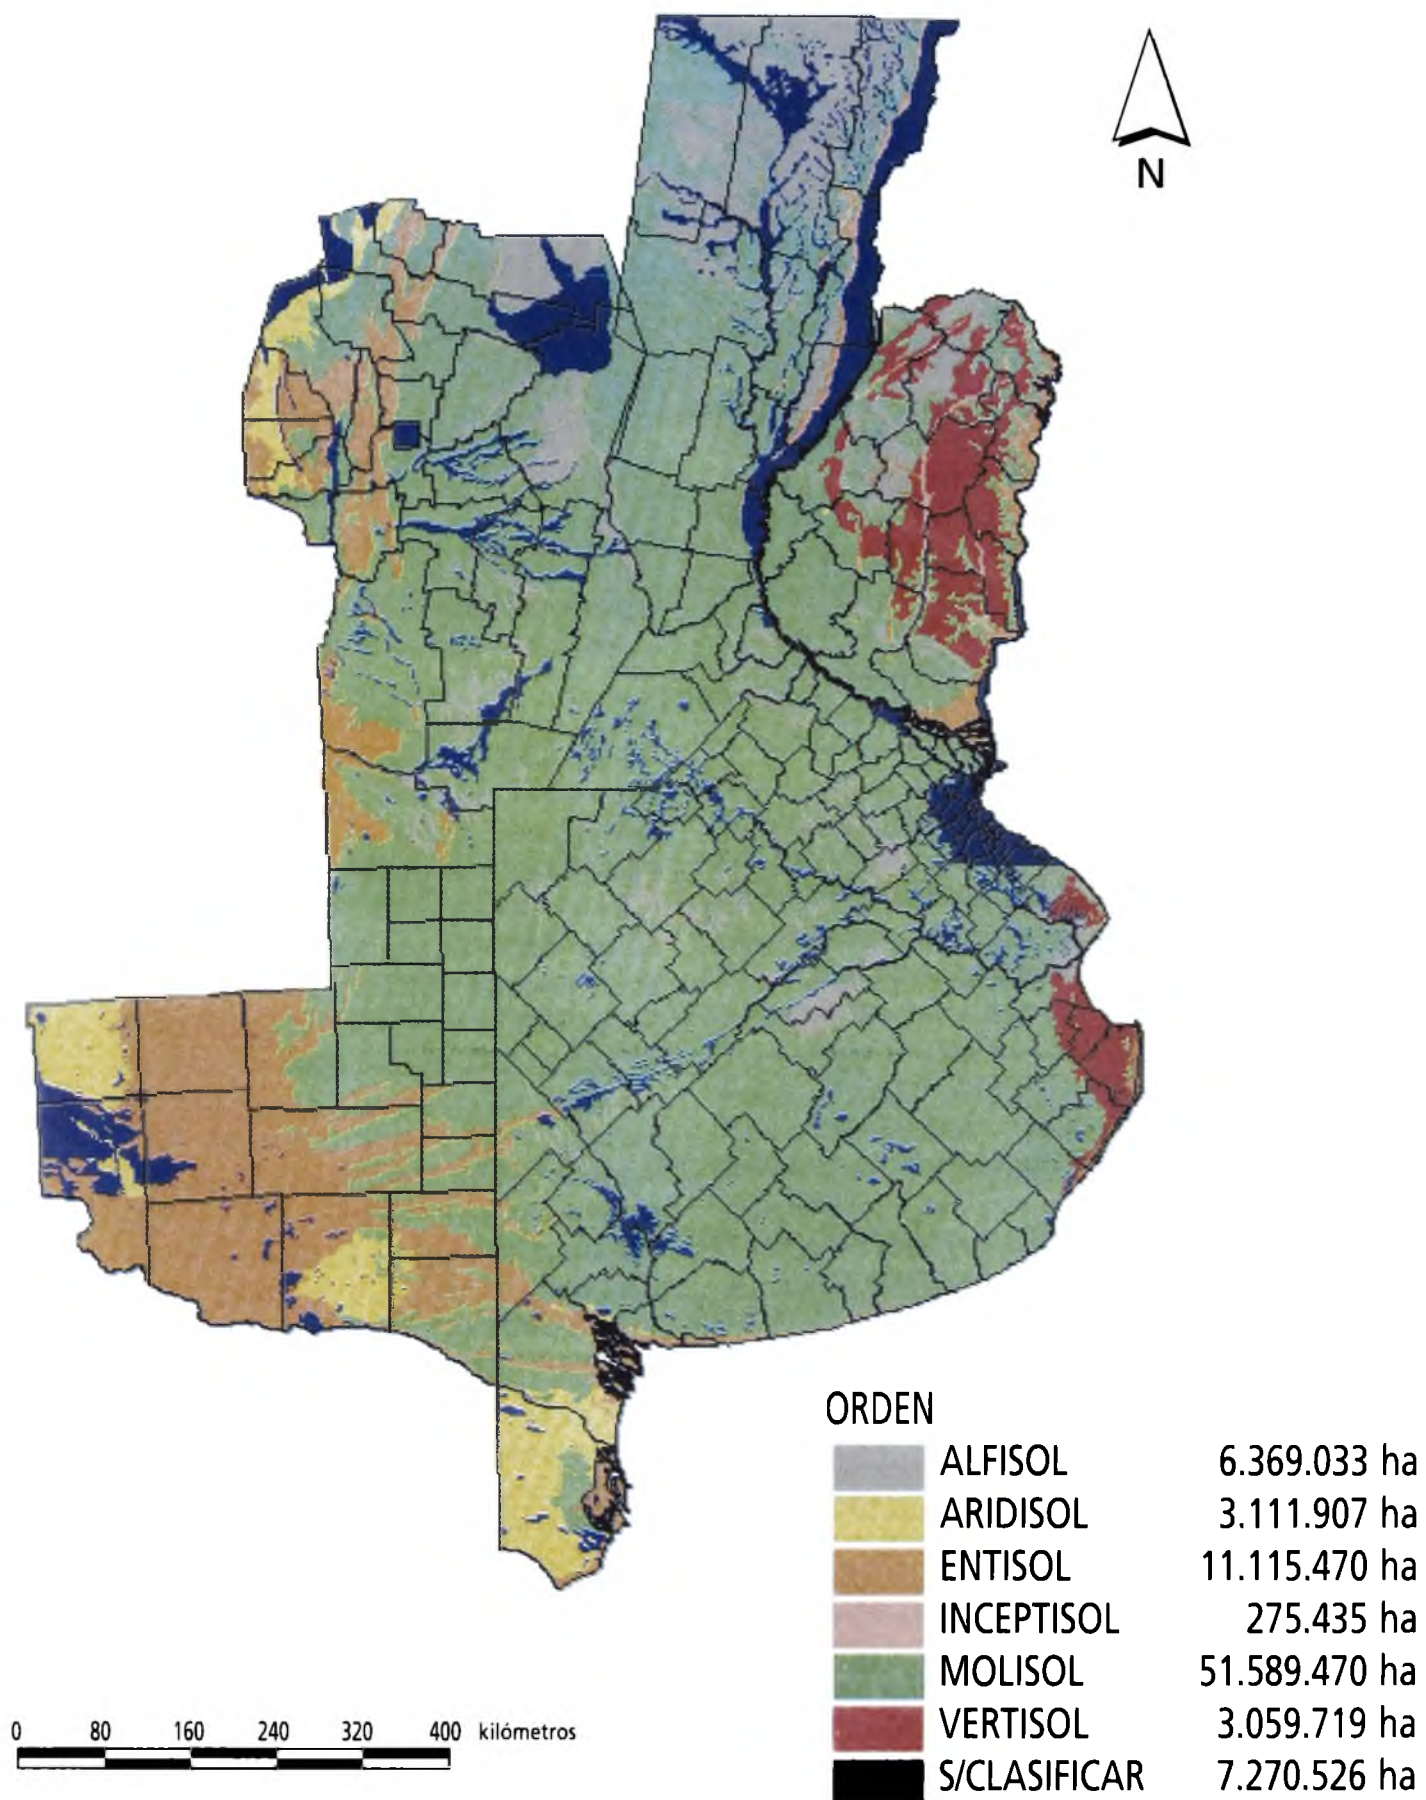 N
ORDEN
ALFISOL 6.369.033 ha
ARIDISOL 3.111.907 ha
ENTISOL 11.115.470 ha
INCEPTISOL 275.435 ha
MOLISOL 51.589.470 ha
VERTISOL 3.059.719 ha
S/CLASIFICAR 7.270.526 ha
0 80 160 240 320 400 kilómetros